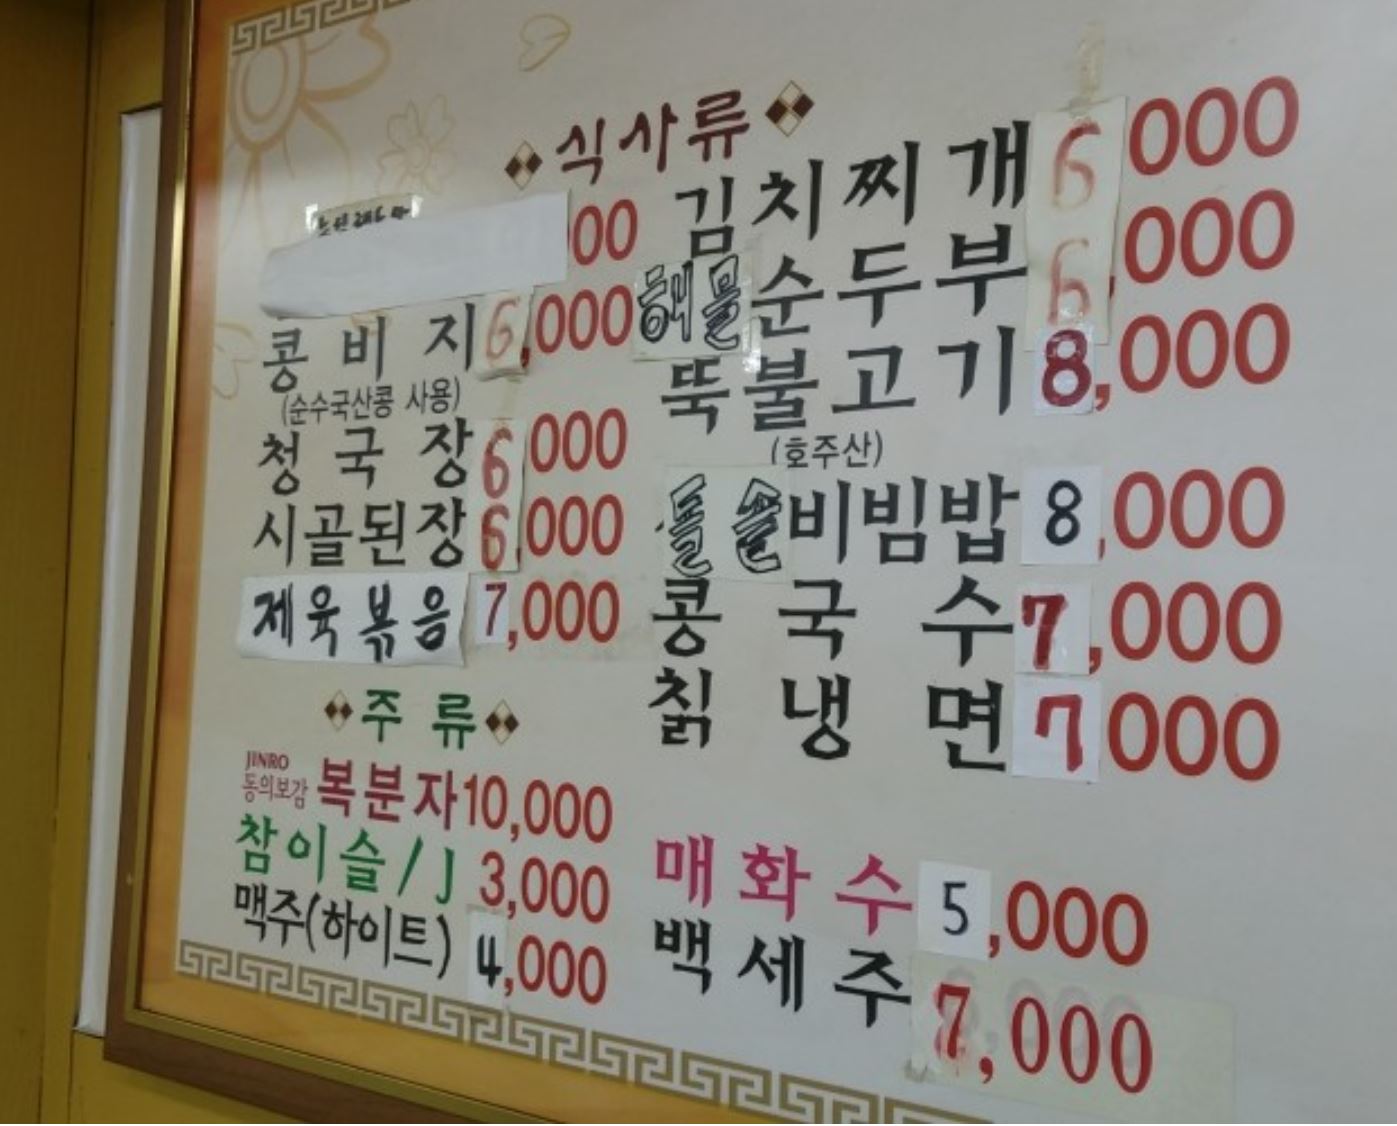 식사류
00
콩비지 6,000
(순수국산콩 사용)
청국장 6,000
시골된장 6,000
제육볶음 7,000
김치찌개 6,000
해물순두부 6,000
뚝불고기 8,000
(호주산)
돌솥비빔밥 8,000
콩국수 7,000
칡냉면 7,000
주류
JINRO
동의보감 복분자 10,000
참이슬/J 3,000
맥주(하이트) 4,000
매화수 5,000
백세주 7,000